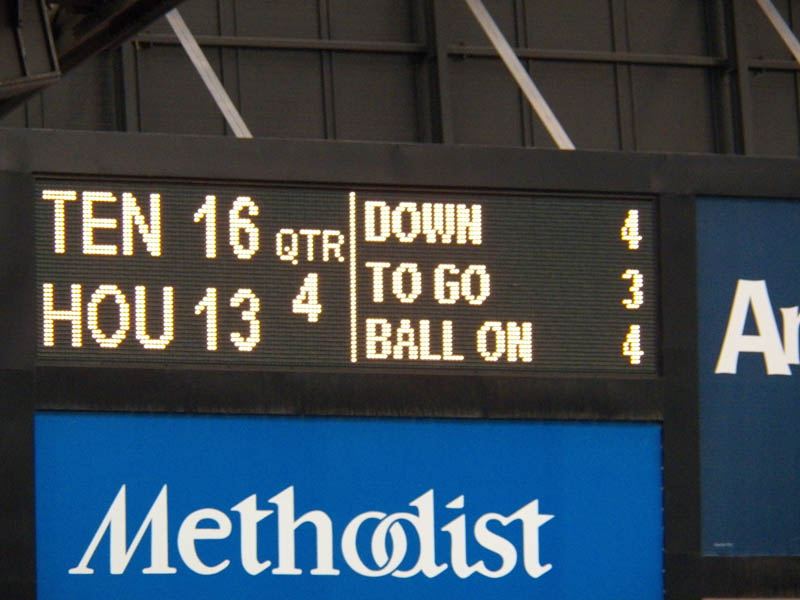 TEN 16 QTR
HOU 13 4
DOWN 4
TO GO 3
BALL ON 4
Methodist